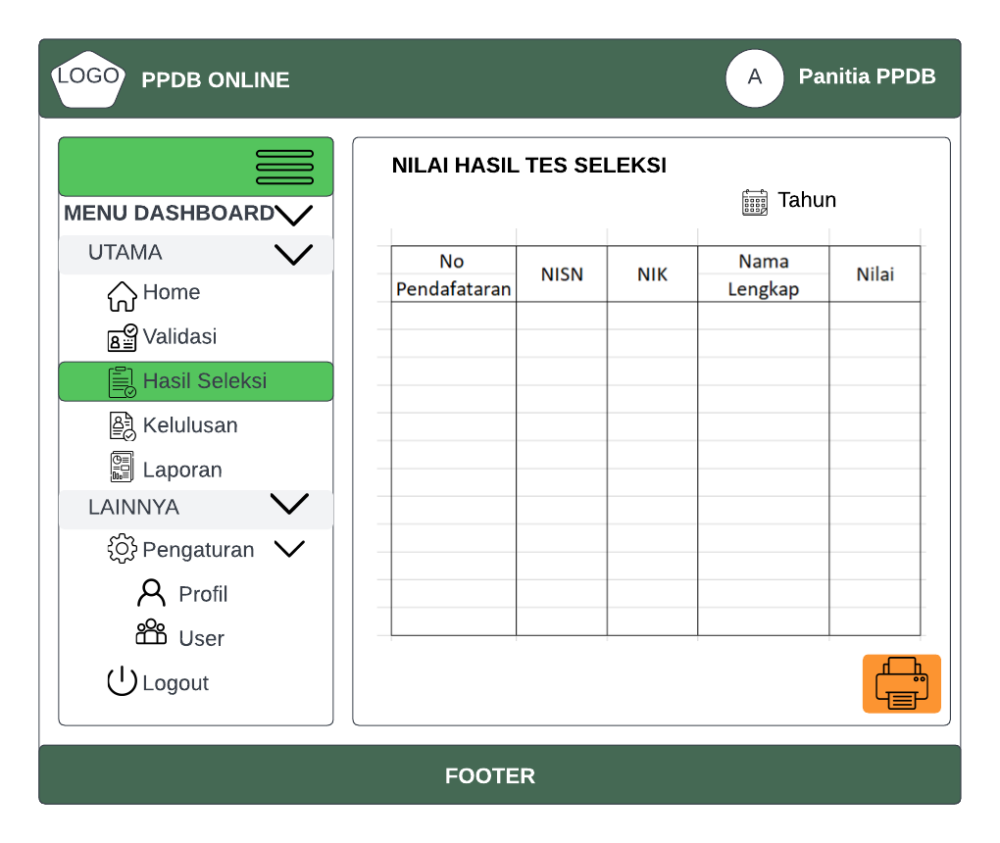 LOGO
PPDB ONLINE
A
Panitia PPDB
MENU DASHBOARD
UTAMA
Home
Validasi
Hasil Seleksi
Kelulusan
Laporan
LAINNYA
Pengaturan
Profil
User
Logout
NILAI HASIL TES SELEKSI
Tahun
No
Pendafataran
NISN
NIK
Nama
Lengkap
Nilai
FOOTER